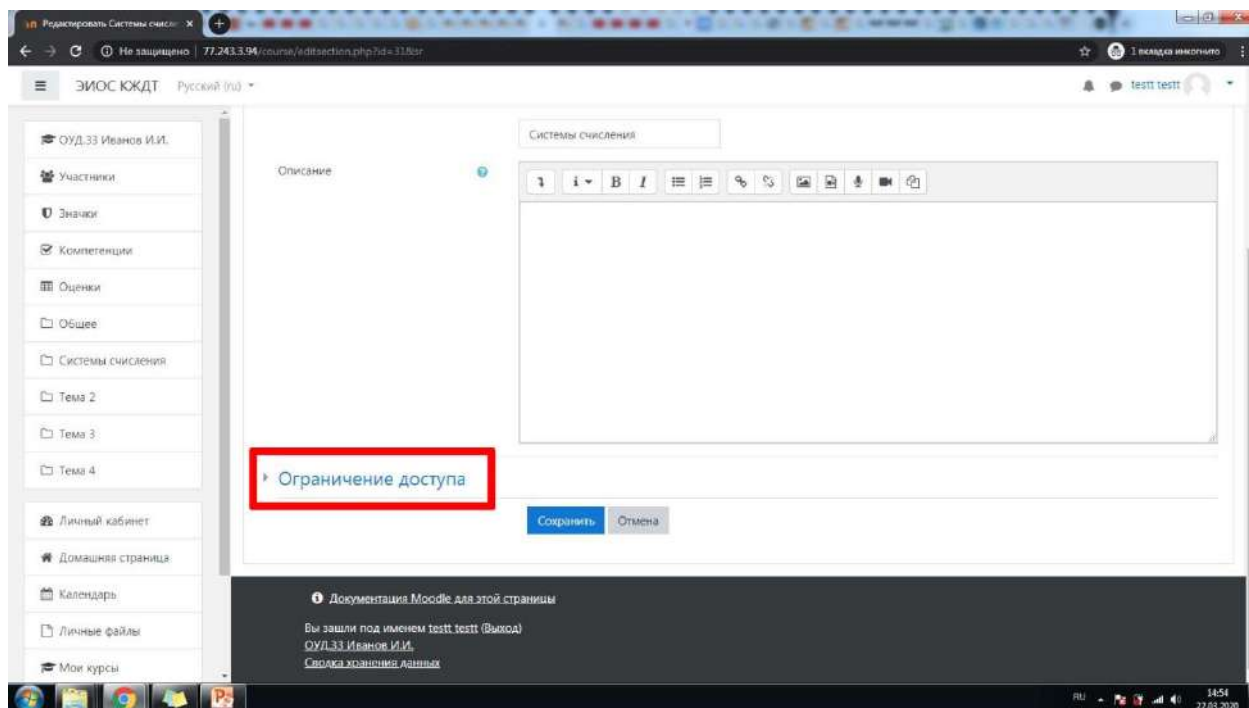 Редактировать Системы счисле
Не защищено 77.243.3.94/course/editsection.php?id=31&sr
1 вкладка инкогнито
ЭИОС КЖДТ Русский (ru)
testt testt
ОУД.33 Иванов И.И.
Участники
Значки
Компетенции
Оценки
Общее
Системы счисления
Тема 2
Тема 3
Тема 4
Личный кабинет
Домашняя страница
Календарь
Личные файлы
Мои курсы
Системы счисления
Описание
Ограничение доступа
Сохранить Отмена
Документация Moodle для этой страницы
Вы зашли под именем testt testt (Выход)
ОУД.33 Иванов И.И.
Сводка хранения данных
RU
14:54
22.03.2020